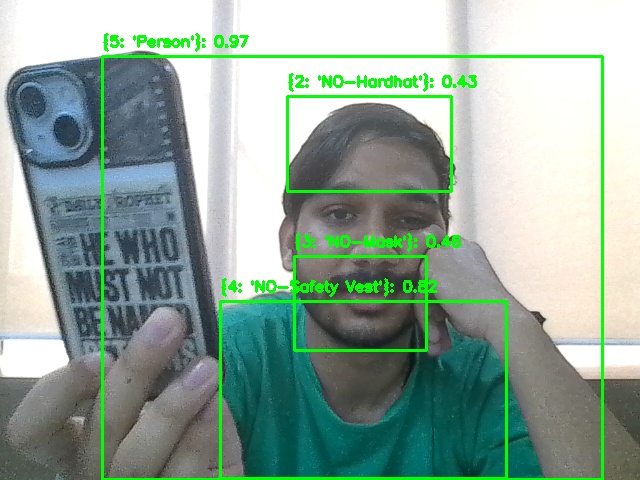 {5: 'Person'}: 0.97
{2: 'NO-Hardhat'}: 0.43
{3: 'NO-Mask'}: 0.46
{4: 'NO-Safety Vest'}: 0.82
DAILY PROPHET
HE WHO
MUST NOT
BE NAMED